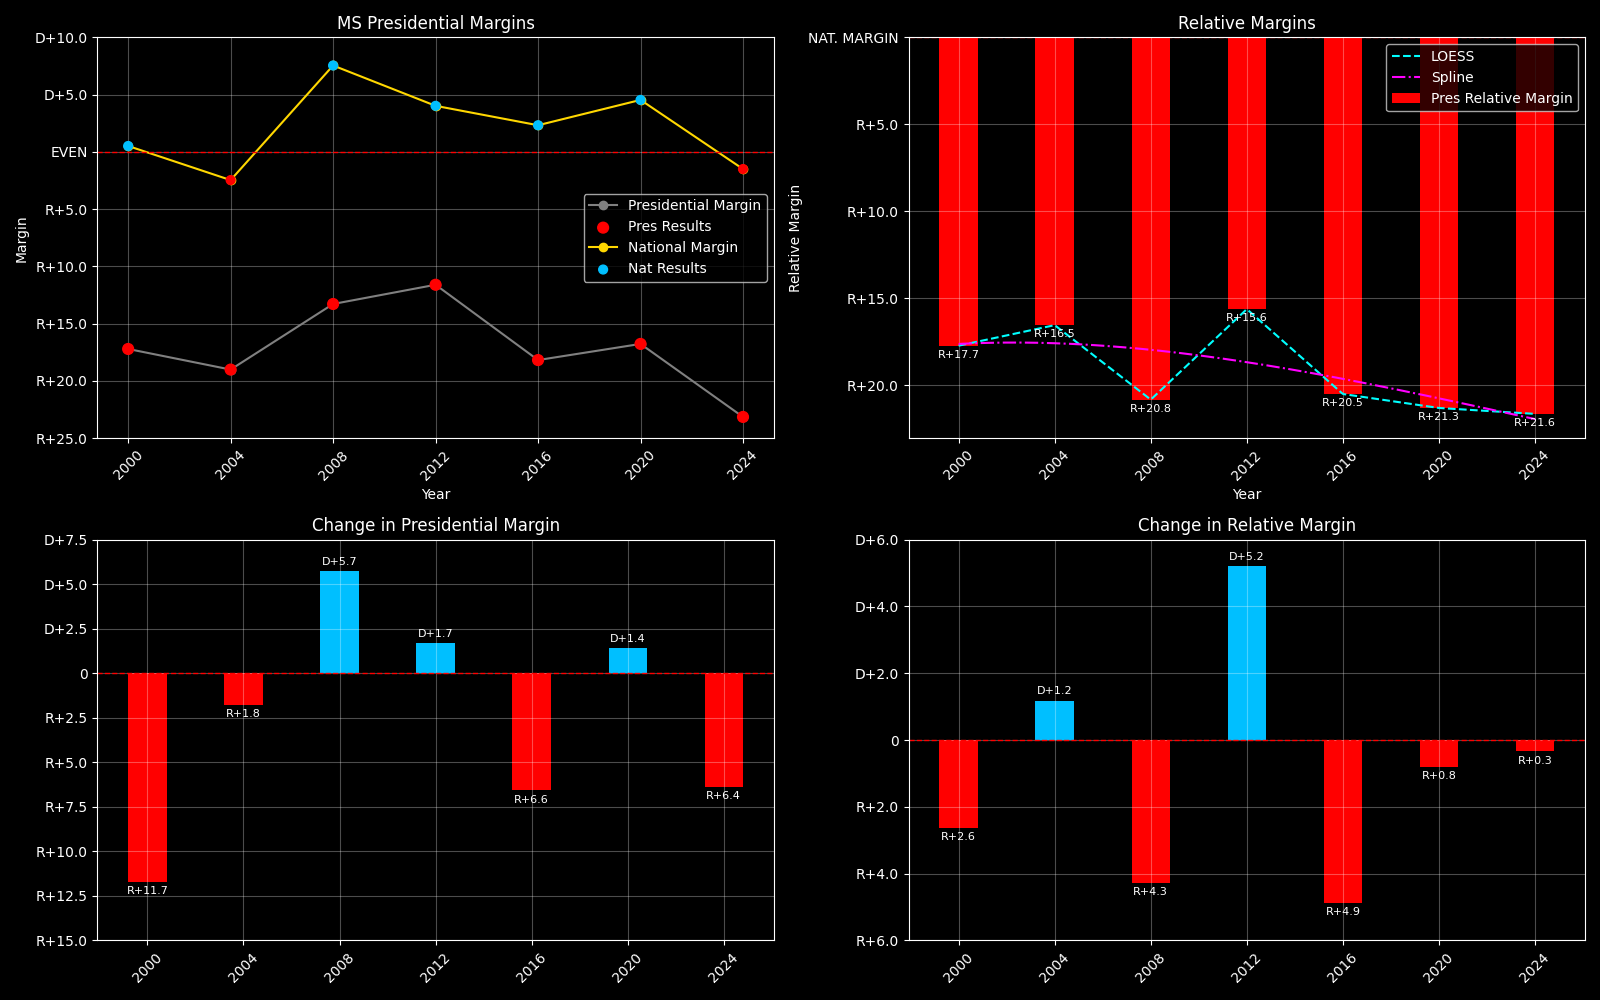 MS Presidential Margins
D+10.0
D+5.0
EVEN
R+5.0
R+10.0
R+15.0
R+20.0
R+25.0
Margin
Presidential Margin
Pres Results
National Margin
Nat Results
2000
2004
2008
2012
2016
2020
2024
Year
Relative Margins
NAT. MARGIN
R+5.0
R+10.0
R+15.0
R+20.0
Relative Margin
LOESS
Spline
Pres Relative Margin
R+17.7
R+16.5
R+20.8
R+15.6
R+20.5
R+21.3
R+21.6
2000
2004
2008
2012
2016
2020
2024
Year
Change in Presidential Margin
D+7.5
D+5.0
D+2.5
0
R+2.5
R+5.0
R+7.5
R+10.0
R+12.5
R+15.0
R+11.7
R+1.8
D+5.7
D+1.7
R+6.6
D+1.4
R+6.4
2000
2004
2008
2012
2016
2020
2024
Change in Relative Margin
D+6.0
D+4.0
D+2.0
0
R+2.0
R+4.0
R+6.0
R+2.6
D+1.2
R+4.3
D+5.2
R+4.9
R+0.8
R+0.3
2000
2004
2008
2012
2016
2020
2024